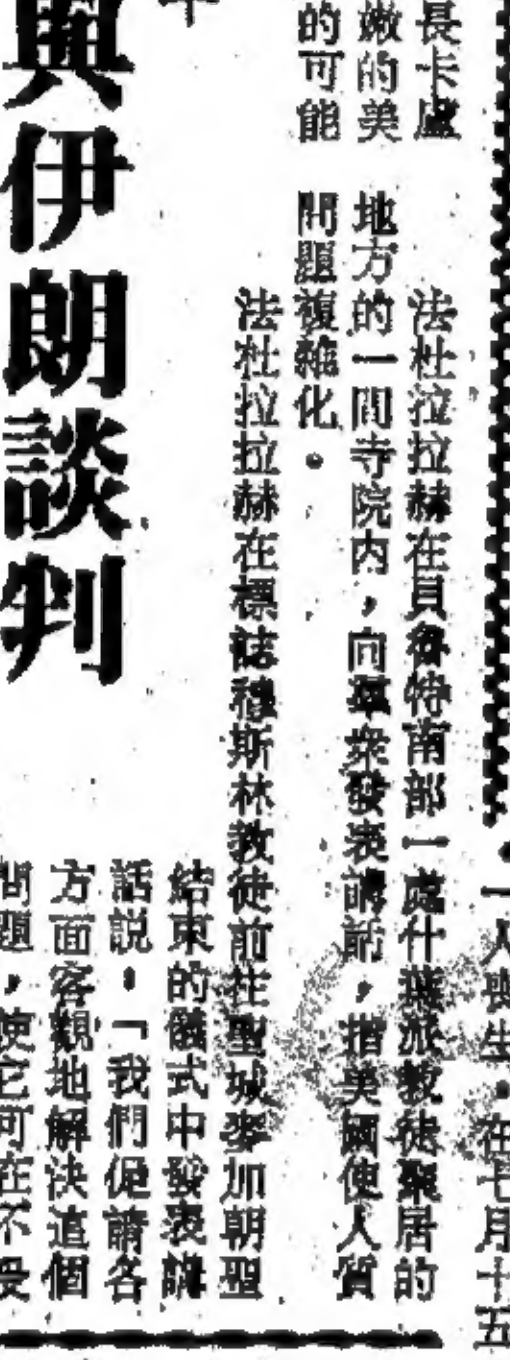 一人喪生。在七月十五
長卡盧
嫩的美
的可能
法杜拉拉赫在貝魯特南部一處什葉派教徒聚居的
地方的一間寺院內，向羣衆發表講話，指美國使人質
問題複雜化。
法杜拉拉赫在標誌穆斯林教徒前往聖城麥加朝聖
結束的儀式中發表講
話説，「我們促請各
方面客觀地解決這個
問題，使它可在不受
與伊朗談判